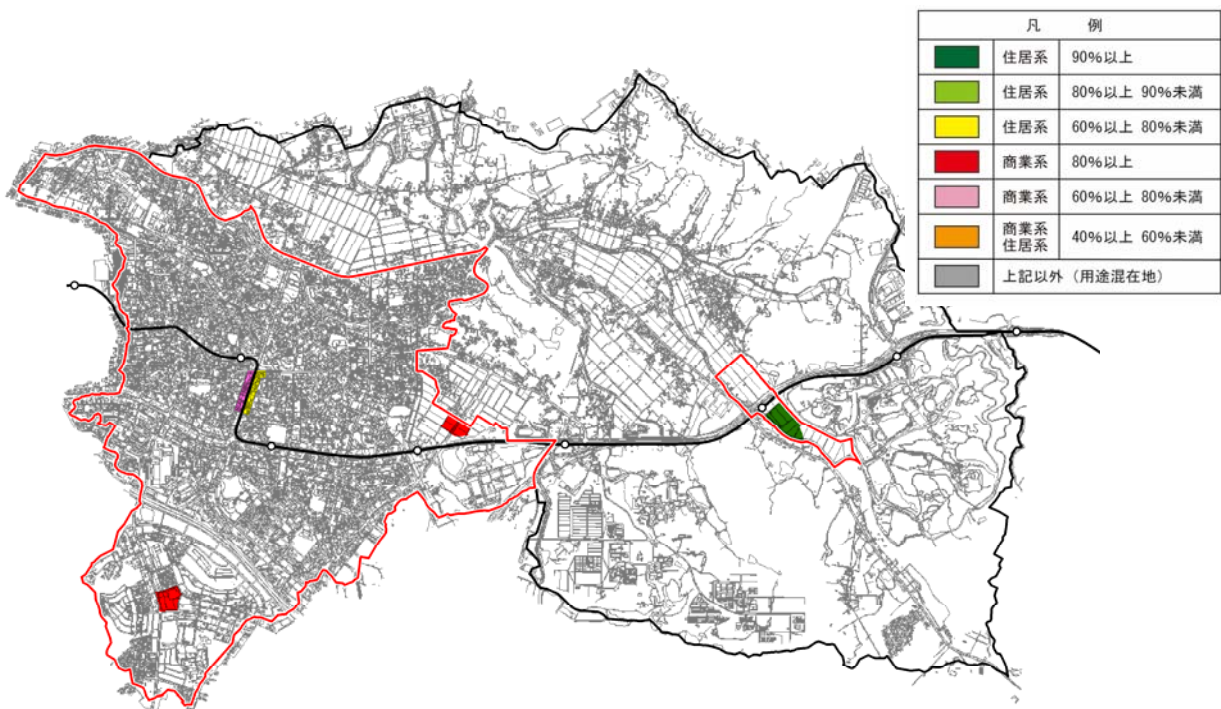 凡 例
住居系 90%以上
住居系 80%以上 90%未満
住居系 60%以上 80%未満
商業系 80%以上
商業系 60%以上 80%未満
商業系
住居系 40%以上 60%未満
上記以外（用途混在地）